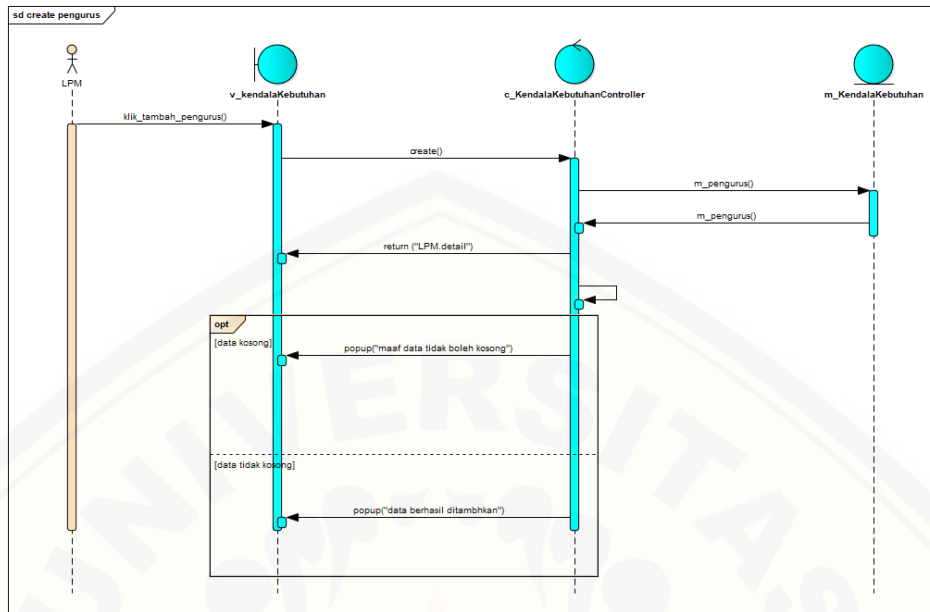 sd create pengurus
LPM
v_kendalaKebutuhan
c_KendalaKebutuhanController
m_KendalaKebutuhan
klik_tambah_pengurus()
create()
m_pengurus()
m_pengurus()
return ("LPM.detail")
opt
[data kosong]
popup("maaf data tidak boleh kosong")
[data tidak kosong]
popup("data berhasil ditambhkan")
UNIVERSITAS